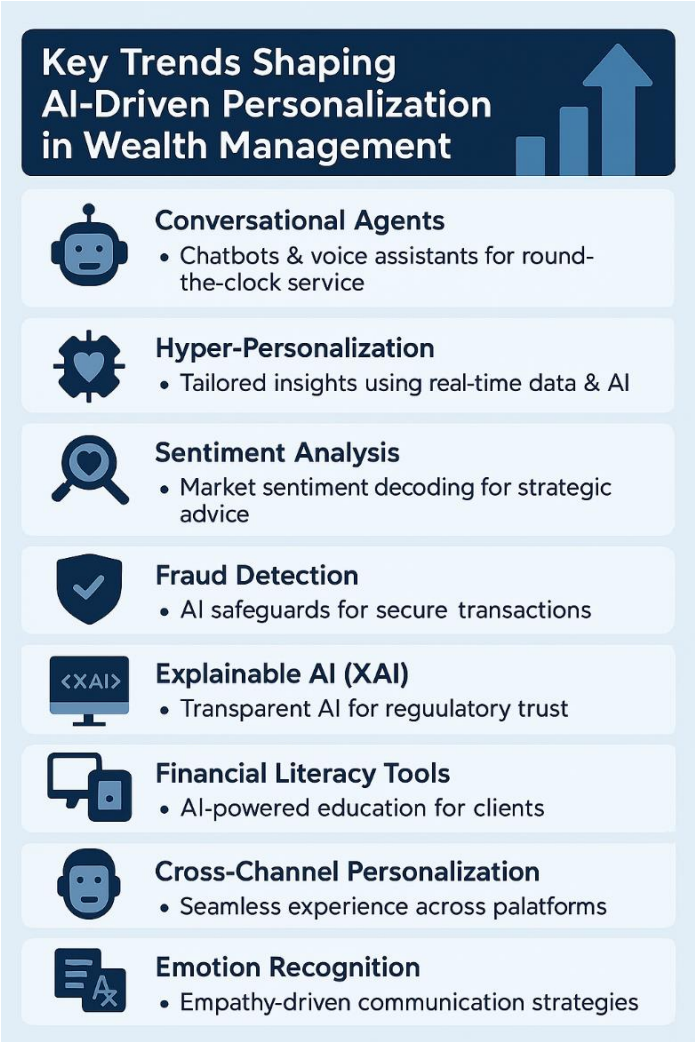 Key Trends Shaping
AI-Driven Personalization
in Wealth Management
Conversational Agents
• Chatbots & voice assistants for round-
the-clock service
Hyper-Personalization
• Tailored insights using real-time data & AI
Sentiment Analysis
• Market sentiment decoding for strategic
advice
Fraud Detection
• AI safeguards for secure transactions
<XAI>
Explainable AI (XAI)
• Transparent AI for reguulatory trust
Financial Literacy Tools
• AI-powered education for clients
Cross-Channel Personalization
• Seamless experience across palatforms
Emotion Recognition
• Empathy-driven communication strategies